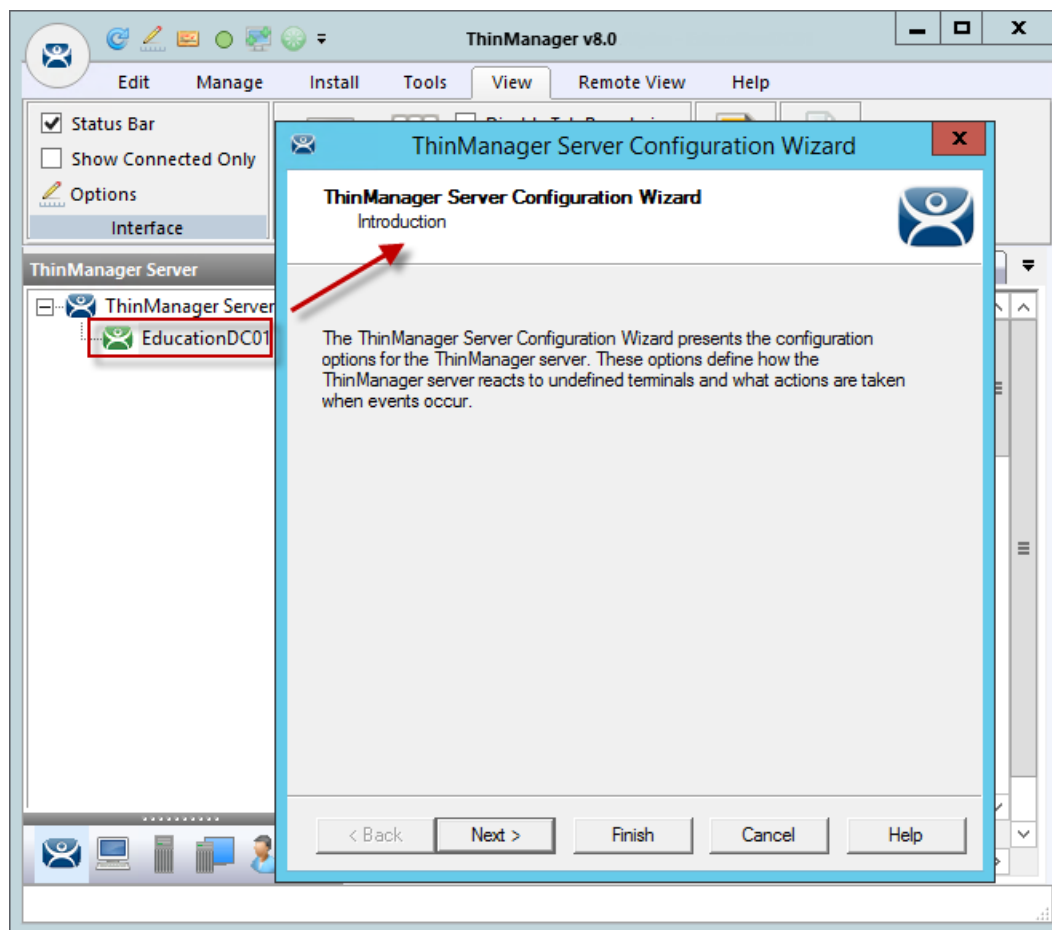 ThinManager v8.0
Edit Manage Install Tools View Remote View Help
Status Bar
Show Connected Only
Options
Interface
ThinManager Server Configuration Wizard
ThinManager Server Configuration Wizard
Introduction
ThinManager Server
ThinManager Server
EducationDC01
The ThinManager Server Configuration Wizard presents the configuration
options for the ThinManager server. These options define how the
ThinManager server reacts to undefined terminals and what actions are taken
when events occur.
< Back Next > Finish Cancel Help